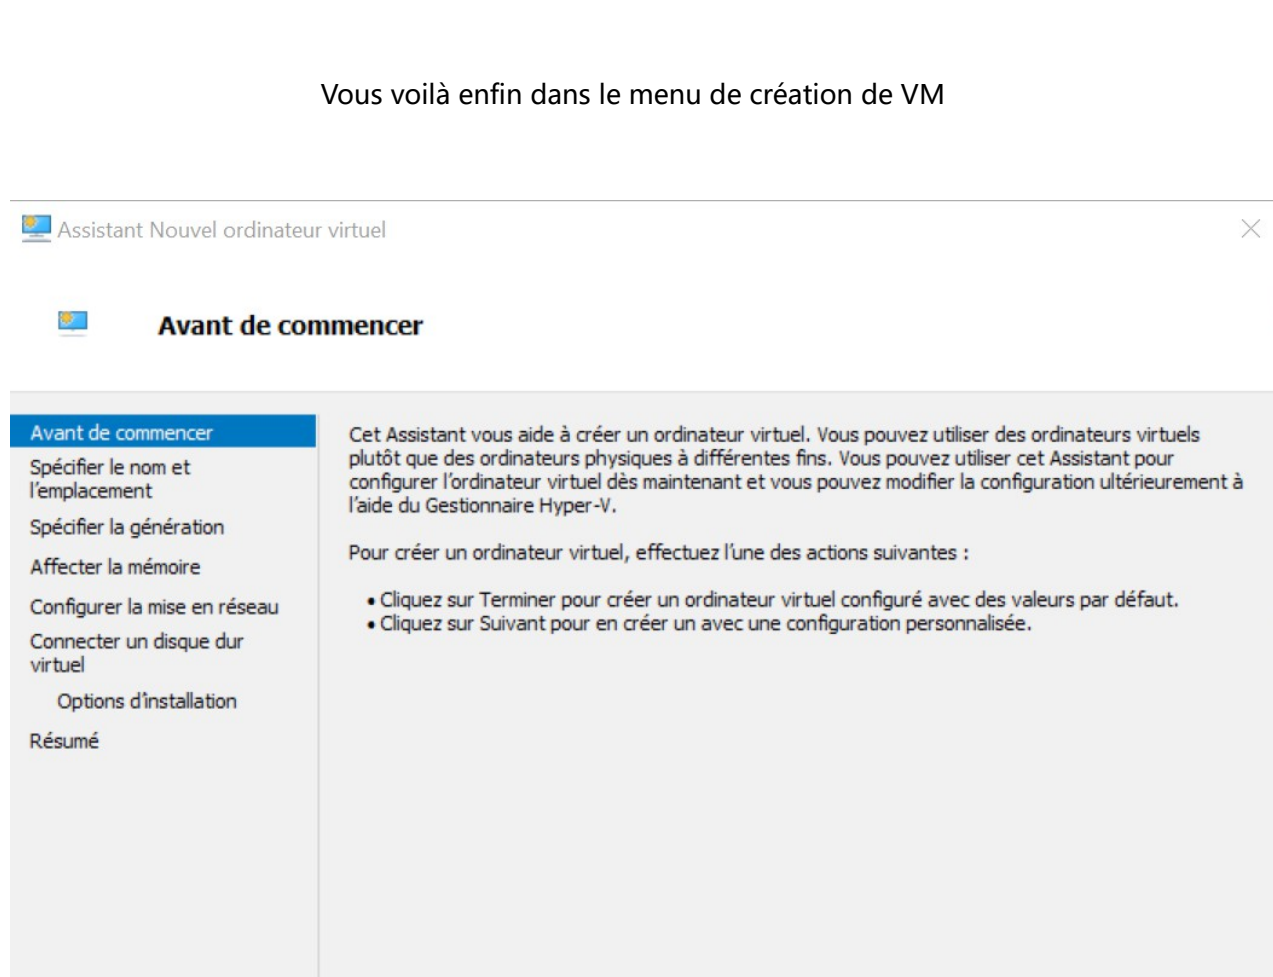 Vous voilà enfin dans le menu de création de VM
Assistant Nouvel ordinateur virtuel
Avant de commencer
Avant de commencer
Spécifier le nom et
l'emplacement
Spécifier la génération
Affecter la mémoire
Configurer la mise en réseau
Connecter un disque dur
virtuel
Options d'installation
Résumé
Cet Assistant vous aide à créer un ordinateur virtuel. Vous pouvez utiliser des ordinateurs virtuels
plutôt que des ordinateurs physiques à différentes fins. Vous pouvez utiliser cet Assistant pour
configurer l'ordinateur virtuel dès maintenant et vous pouvez modifier la configuration ultérieurement à
l'aide du Gestionnaire Hyper-V.
Pour créer un ordinateur virtuel, effectuez l'une des actions suivantes :
• Cliquez sur Terminer pour créer un ordinateur virtuel configuré avec des valeurs par défaut.
• Cliquez sur Suivant pour en créer un avec une configuration personnalisée.